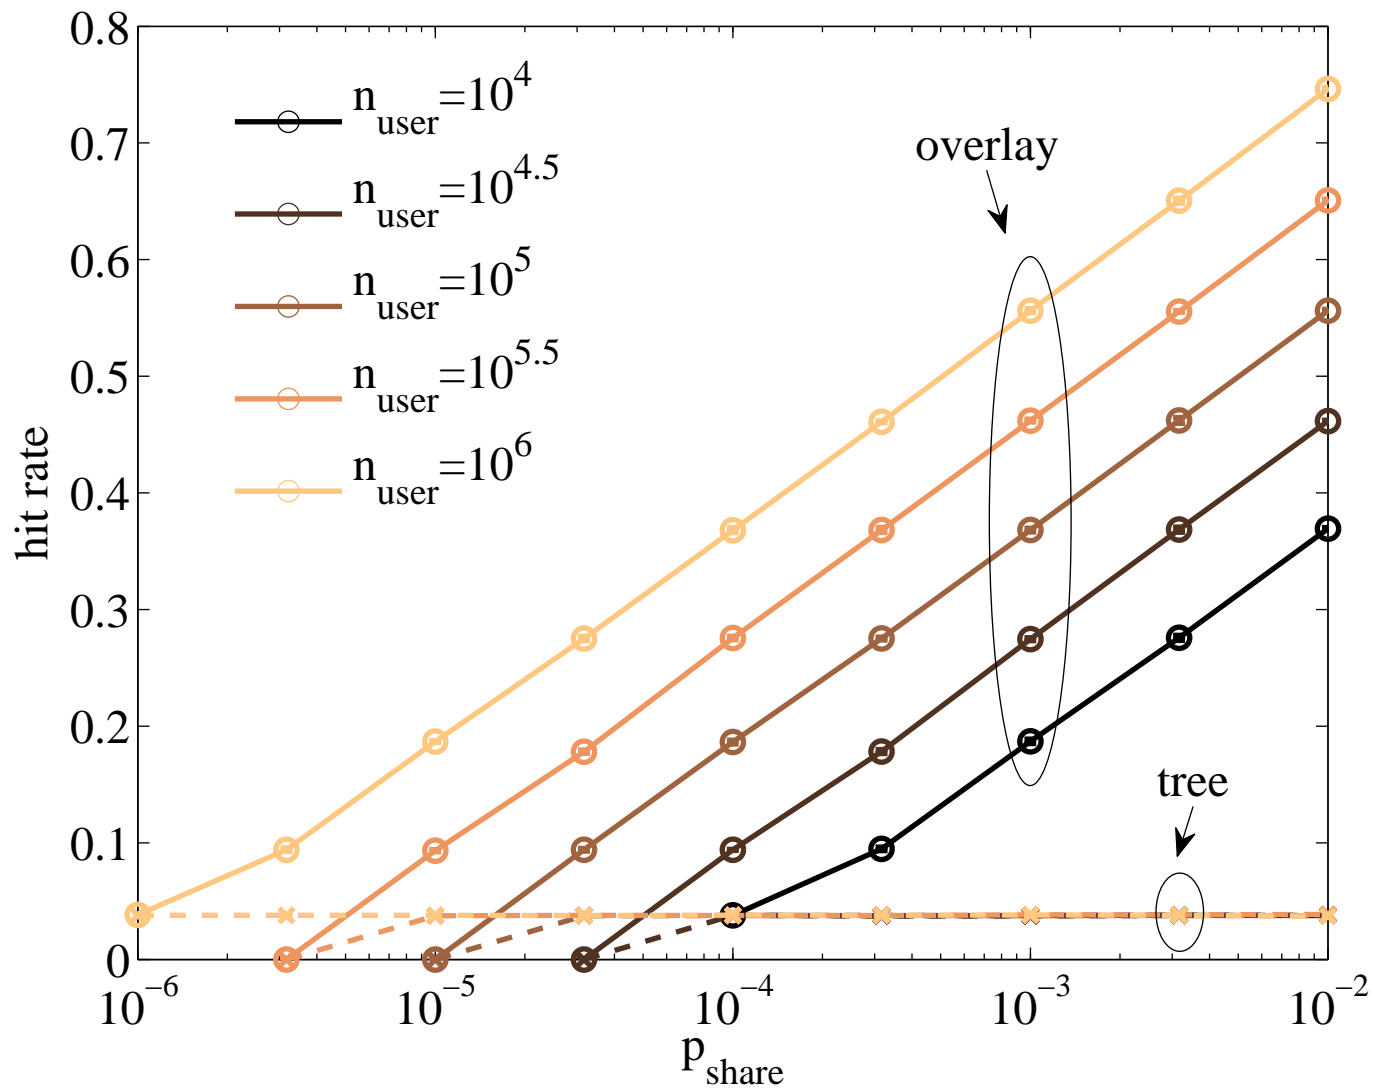 0.8
0.7
0.6
0.5
0.4
0.3
0.2
0.1
0
hit rate
n_user=10^4
n_user=10^4.5
n_user=10^5
n_user=10^5.5
n_user=10^6
overlay
tree
10^−6
10^−5
10^−4
10^−3
10^−2
p_share